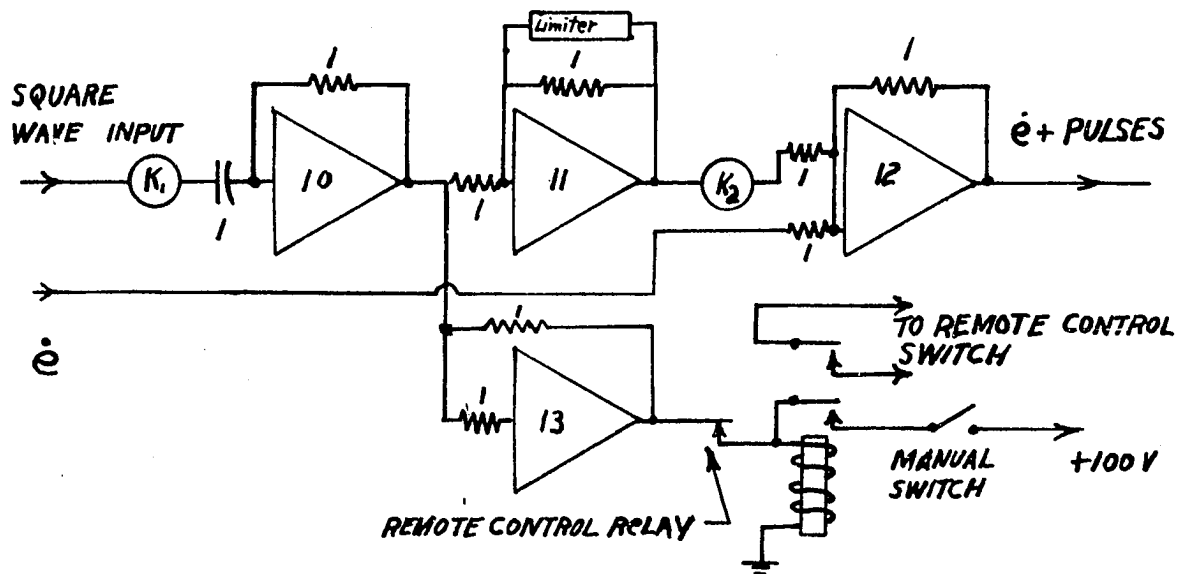 Limiter
1
1
1
SQUARE
WAVE INPUT
ė + PULSES
K₁
10
11
K₂
12
1
1
1
1
ė
1
TO REMOTE CONTROL
SWITCH
1
13
MANUAL
SWITCH
+100 V
REMOTE CONTROL RELAY